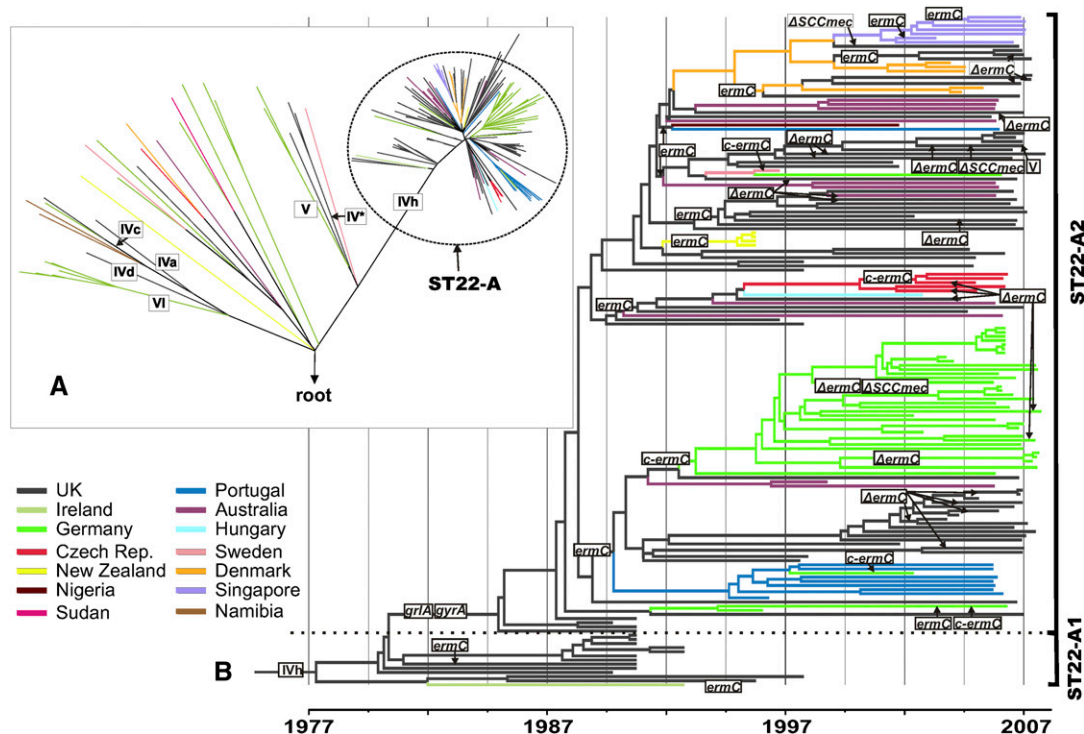 A
IVc
IVd
IVa
VI
V
IV*
IVh
ST22-A
root
UK
Ireland
Germany
Czech Rep.
New Zealand
Nigeria
Sudan
Portugal
Australia
Hungary
Sweden
Denmark
Singapore
Namibia
B
IVh
grlA gyrA
ermC
ermC
ΔSCCmec
ermC
ermC
ermC
ΔermC
ermC
ΔermC
ermC
c-ermC
ΔermC
ΔermC
ΔSCCmec
V
ΔermC
ermC
ΔermC
ermC
c-ermC
ΔermC
ermC
ΔermC
ΔSCCmec
c-ermC
ΔermC
ΔermC
ermC
c-ermC
ermC
c-ermC
ST22-A2
ST22-A1
1977
1987
1997
2007